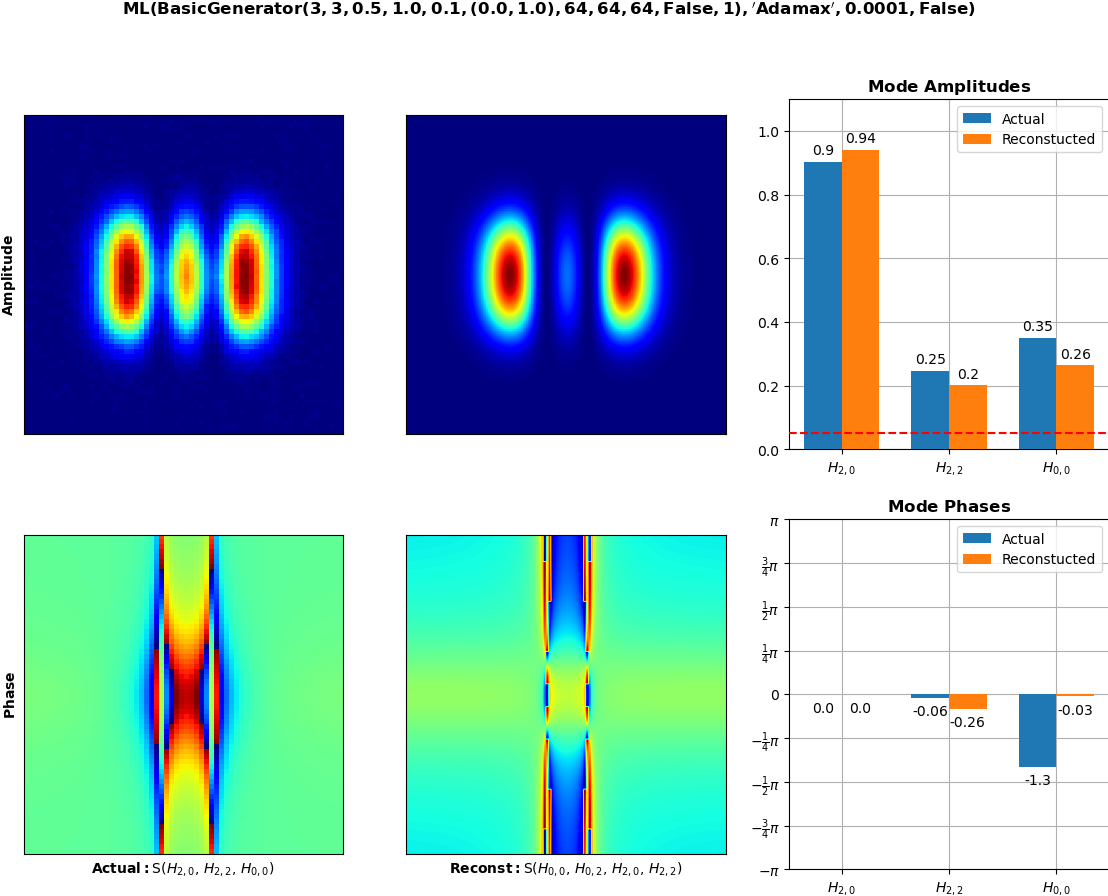 ML(BasicGenerator(3, 3, 0.5, 1.0, 0.1, (0.0, 1.0), 64, 64, 64, False, 1), ′Adamax′, 0.0001, False)
Amplitude
Mode Amplitudes
Actual
Reconstucted
1.0
0.8
0.6
0.4
0.2
0.0
0.9
0.94
0.25
0.2
0.35
0.26
H2, 0
H2, 2
H0, 0
Phase
Actual: S(H2, 0, H2, 2, H0, 0)
Reconst: S(H0, 0, H0, 2, H2, 0, H2, 2)
Mode Phases
Actual
Reconstucted
π
3/4π
1/2π
1/4π
0
−1/4π
−1/2π
−3/4π
−π
0.0
0.0
-0.06
-0.26
-1.3
-0.03
H2, 0
H2, 2
H0, 0